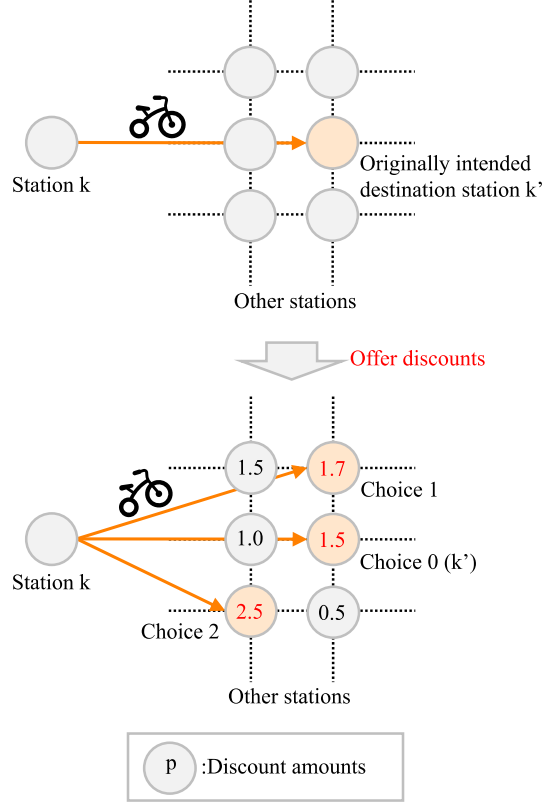 Station k
Originally intended
destination station k’
Other stations
Offer discounts
1.5
1.7
Choice 1
1.0
1.5
Station k
Choice 0 (k’)
2.5
0.5
Choice 2
Other stations
p :Discount amounts